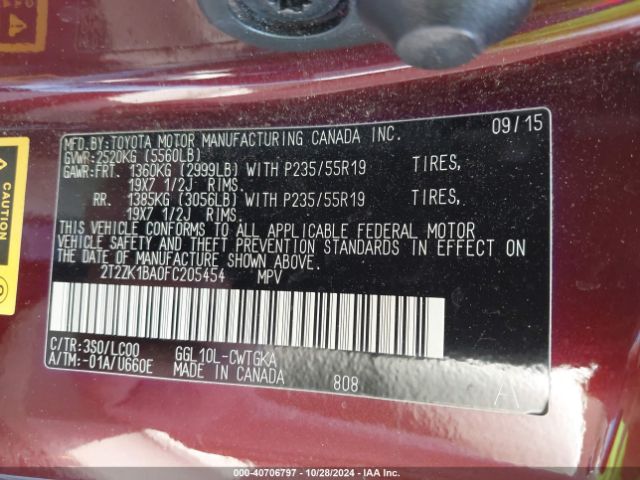 MFD.BY:TOYOTA MOTOR MANUFACTURING CANADA INC. 09/15
GVWR:2520KG (5560LB)
GAWR:FRT. 1360KG (2999LB) WITH P235/55R19 TIRES,
19X7 1/2J RIMS.
RR. 1385KG (3056LB) WITH P235/55R19 TIRES,
19X7 1/2J RIMS.
THIS VEHICLE CONFORMS TO ALL APPLICABLE FEDERAL MOTOR
VEHICLE SAFETY AND THEFT PREVENTION STANDARDS IN EFFECT ON
THE DATE OF MANUFACTURE SHOWN ABOVE.
2T2ZK1BA0FC205454 MPV
C/TR:3S0/LC00 GGL10L-CWTGKA
A/TM:-01A/U660E MADE IN CANADA 808 A
CAUTION
000-40706797 - 10/28/2024 - IAA Inc.